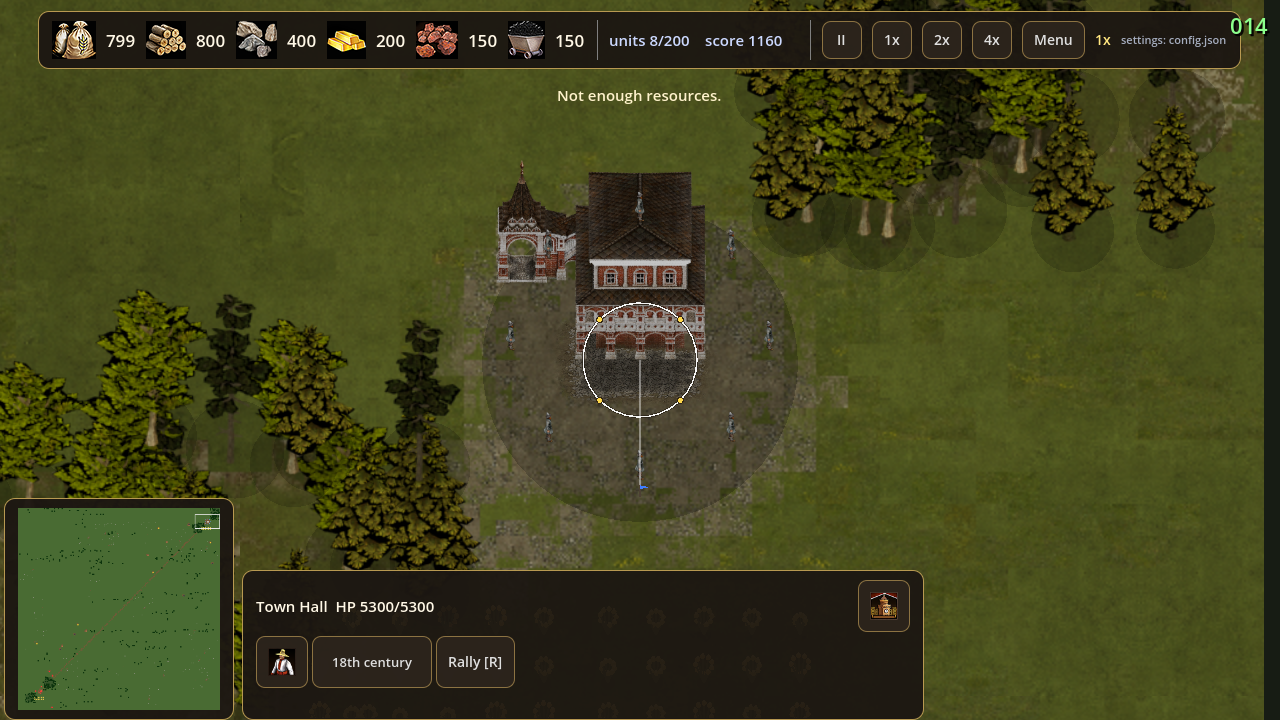 799 800 400 200 150 150 units 8/200 score 1160 II 1x 2x 4x Menu 1x settings: config.json 014
Not enough resources.
Town Hall HP 5300/5300
18th century Rally [R]